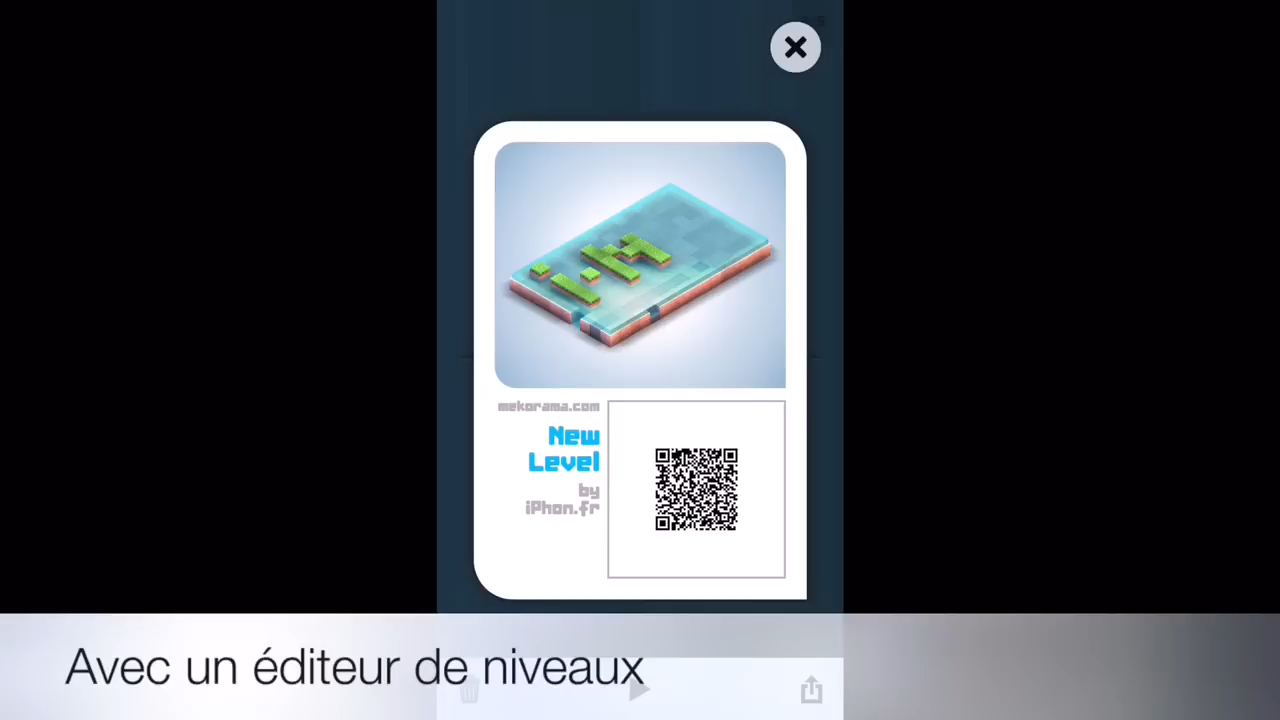 mekorama.com
New
Level
by
iPhon.fr
Avec un éditeur de niveaux